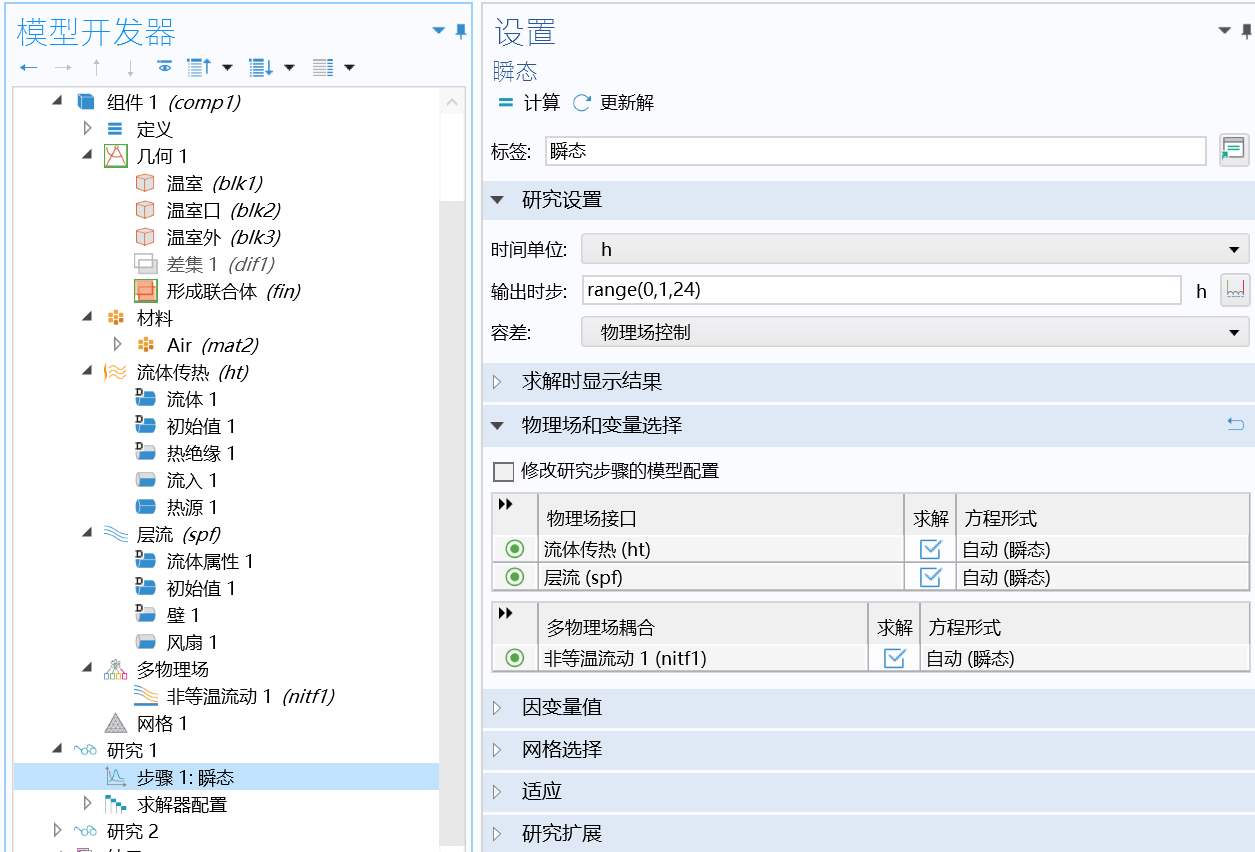 模型开发器
组件 1 (comp1)
定义
几何 1
温室 (blk1)
温室口 (blk2)
温室外 (blk3)
差集 1 (dif1)
形成联合体 (fin)
材料
Air (mat2)
流体传热 (ht)
流体 1
初始值 1
热绝缘 1
流入 1
热源 1
层流 (spf)
流体属性 1
初始值 1
壁 1
风扇 1
多物理场
非等温流动 1 (nitf1)
网格 1
研究 1
步骤 1: 瞬态
求解器配置
研究 2
设置
瞬态
= 计算 更新解
标签: 瞬态
研究设置
时间单位: h
输出时步: range(0,1,24) h
容差: 物理场控制
求解时显示结果
物理场和变量选择
修改研究步骤的模型配置
物理场接口 求解 方程形式
流体传热 (ht) 自动 (瞬态)
层流 (spf) 自动 (瞬态)
多物理场耦合 求解 方程形式
非等温流动 1 (nitf1) 自动 (瞬态)
因变量值
网格选择
适应
研究扩展